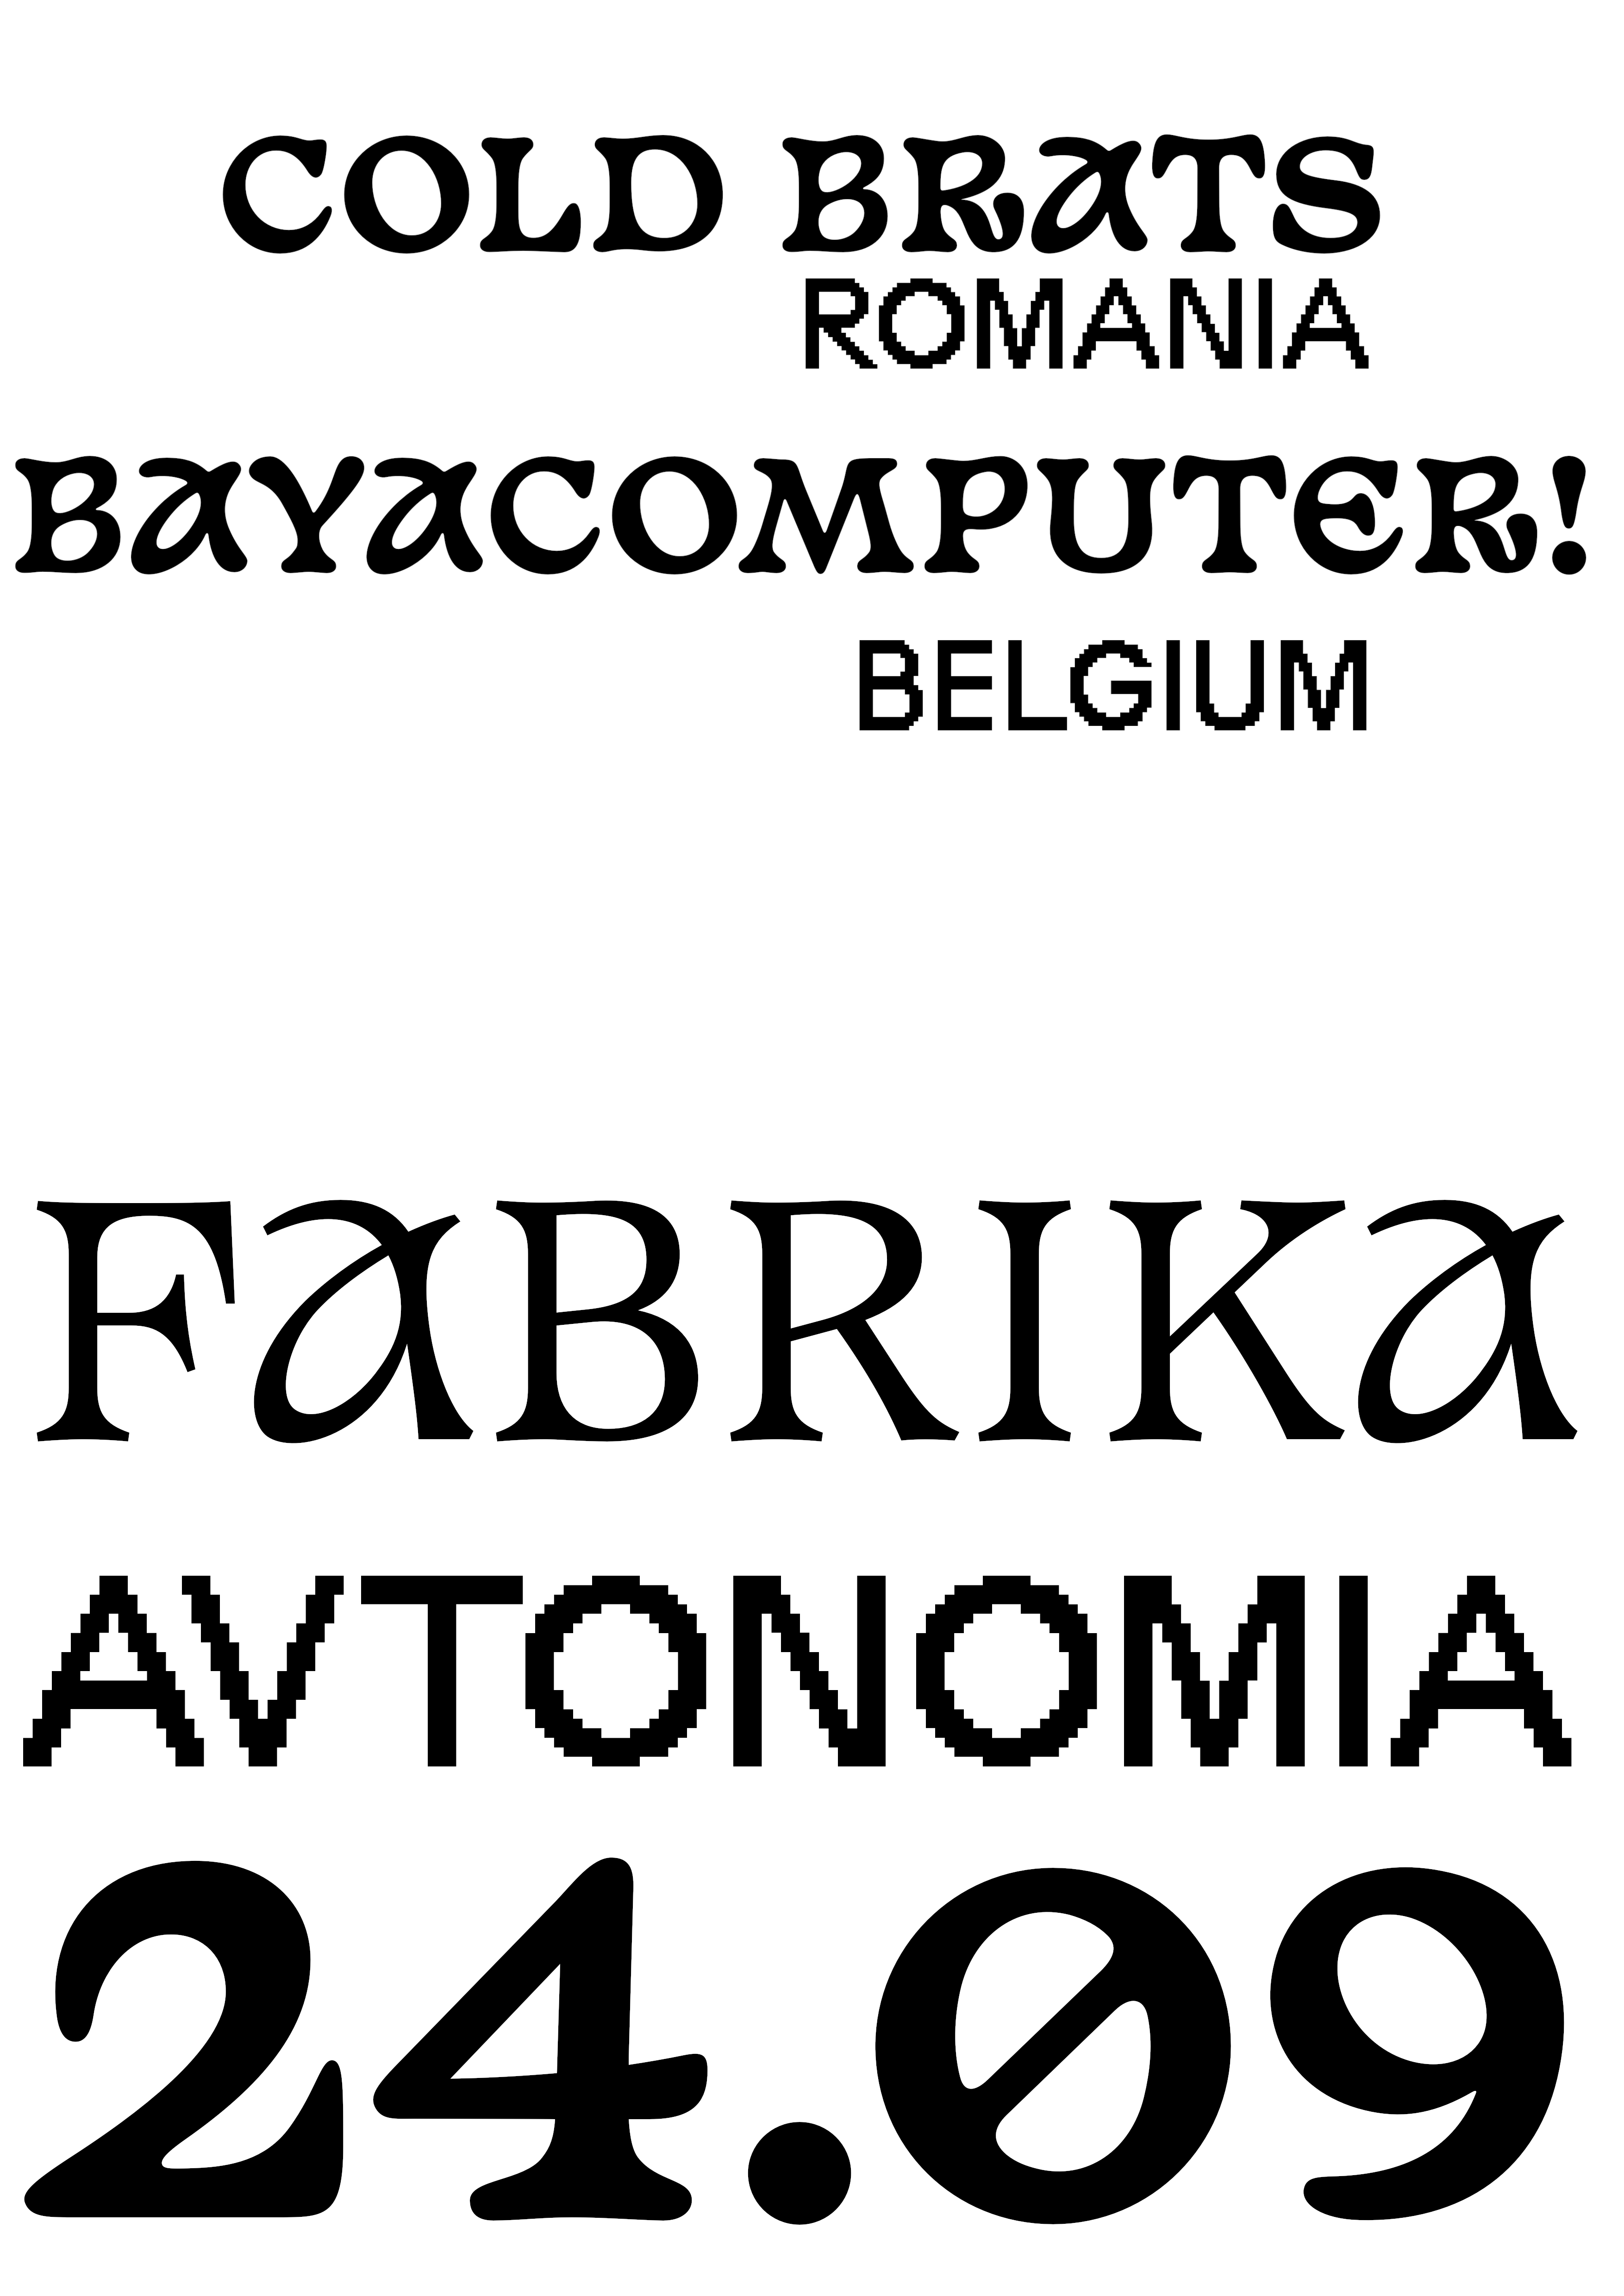 COLD BRATS
ROMANIA
BAYACOMPUTER!
BELGIUM
FABRIKA
AVTONOMIA
24.09